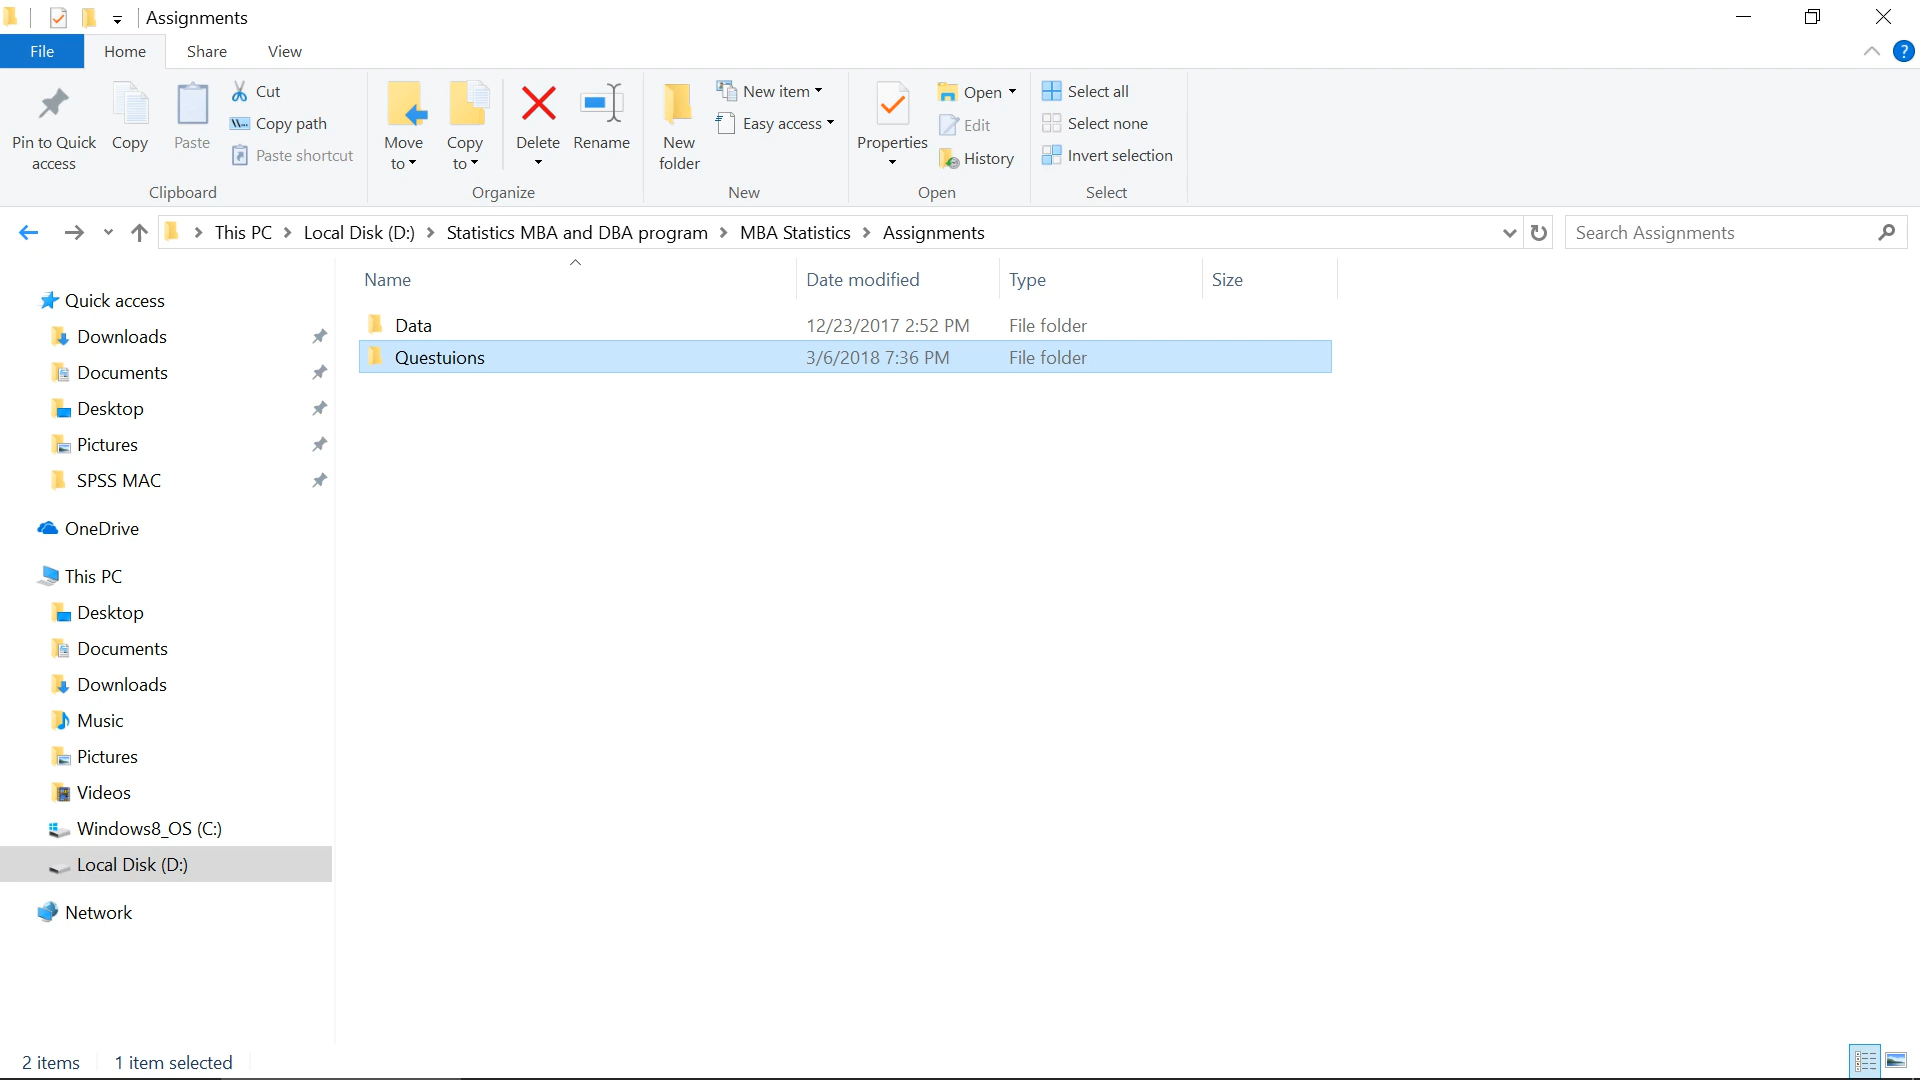 Assignments
File Home Share View
Pin to Quick access
Copy
Paste
Cut
Copy path
Paste shortcut
Clipboard
Move to
Copy to
Delete
Rename
Organize
New folder
New item
Easy access
New
Properties
Open
Edit
History
Open
Select all
Select none
Invert selection
Select
This PC Local Disk (D:) Statistics MBA and DBA program MBA Statistics Assignments
Search Assignments
Quick access
Downloads
Documents
Desktop
Pictures
SPSS MAC
OneDrive
This PC
Desktop
Documents
Downloads
Music
Pictures
Videos
Windows8_OS (C:)
Local Disk (D:)
Network
Name Date modified Type Size
Data 12/23/2017 2:52 PM File folder
Questuions 3/6/2018 7:36 PM File folder
2 items 1 item selected